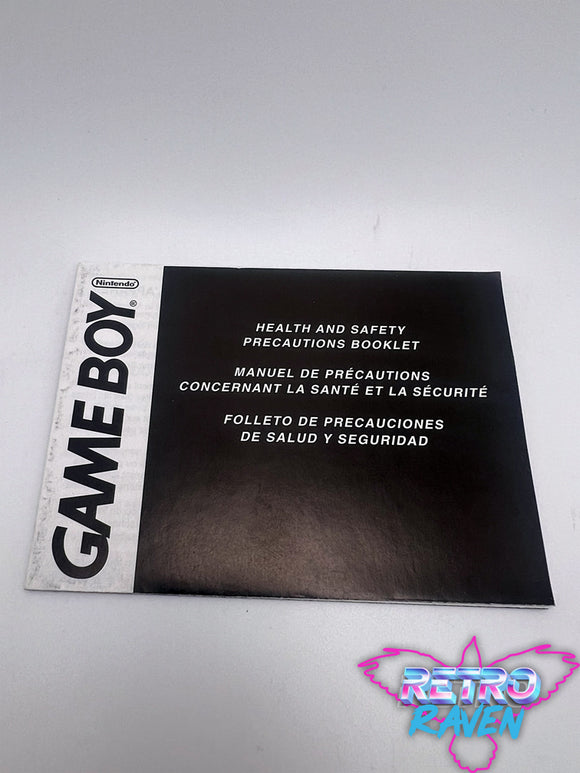 Nintendo
GAME BOY®
HEALTH AND SAFETY
PRECAUTIONS BOOKLET
MANUEL DE PRÉCAUTIONS
CONCERNANT LA SANTÉ ET LA SÉCURITÉ
FOLLETO DE PRECAUCIONES
DE SALUD Y SEGURIDAD
RETRO
RAVEN